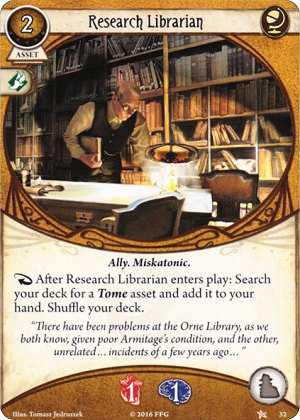 Research Librarian
2
ASSET
Ally. Miskatonic.
After Research Librarian enters play: Search
your deck for a Tome asset and add it to your
hand. Shuffle your deck.
"There have been problems at the Orne Library, as we
both know, given poor Armitage's condition, and the other,
unrelated... incidents of a few years ago..."
1
1
Illus. Tomasz Jedruszek
© 2016 FFG
32